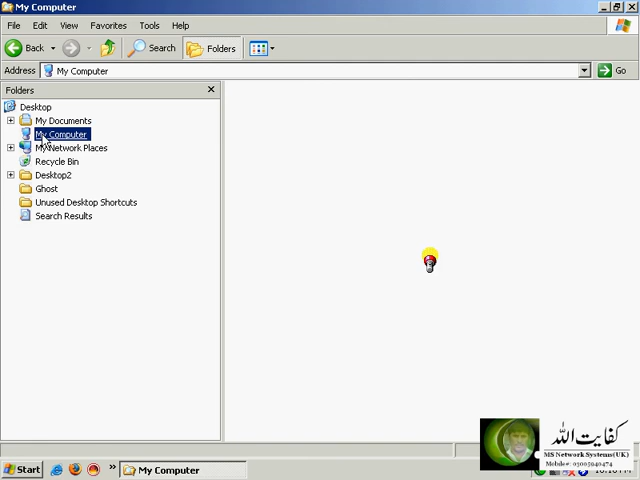 My Computer
File Edit View Favorites Tools Help
Back Search Folders
Address My Computer Go
Folders
Desktop
My Documents
My Computer
My Network Places
Recycle Bin
Desktop2
Ghost
Unused Desktop Shortcuts
Search Results
کفایت اللہ
MS Network Systems(UK)
Mobile# 03005040474
Start My Computer